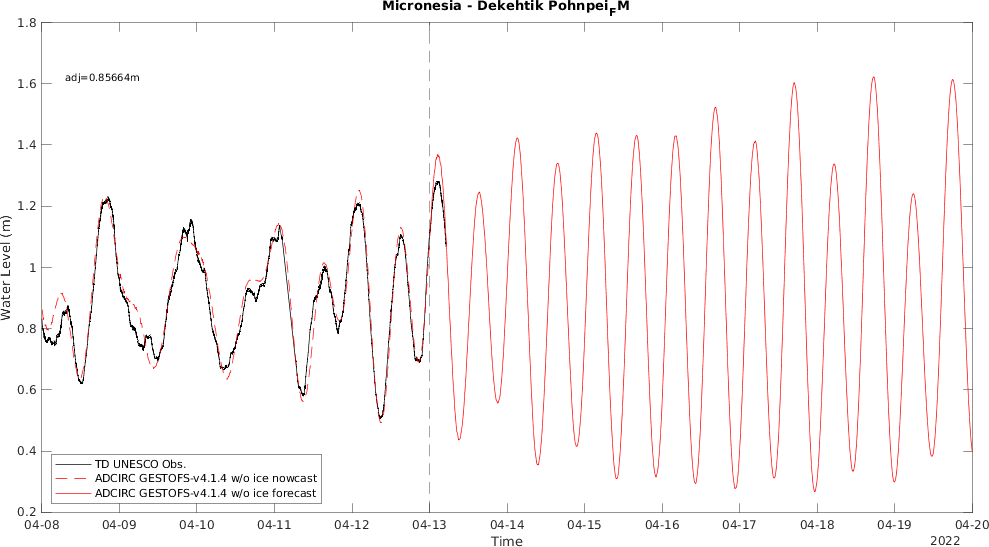 Micronesia - Dekehtik Pohnpei_FM
1.8
1.6
1.4
1.2
1
0.8
0.6
0.4
0.2
Water Level (m)
adj=0.85664m
TD UNESCO Obs.
ADCIRC GESTOFS-v4.1.4 w/o ice nowcast
ADCIRC GESTOFS-v4.1.4 w/o ice forecast
04-08 04-09 04-10 04-11 04-12 04-13 04-14 04-15 04-16 04-17 04-18 04-19 04-20
Time
2022